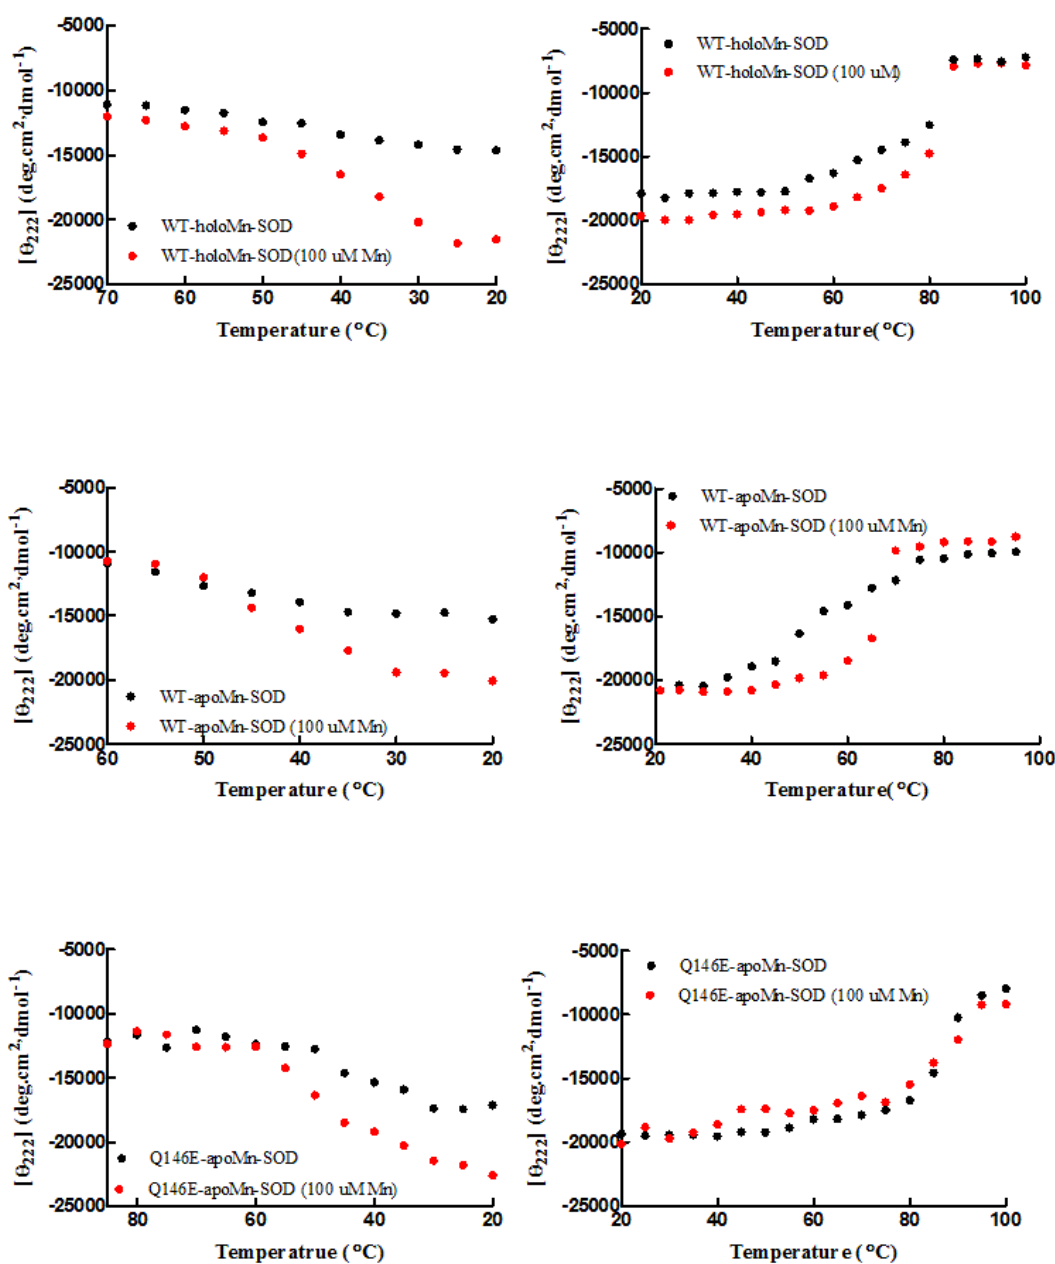 -5000
-10000
-15000
-20000
-25000
[Θ222] (deg.cm2.dmol-1)
WT-holoMn-SOD
WT-holoMn-SOD(100 uM Mn)
70 60 50 40 30 20
Temperature (°C)
-5000
-10000
-15000
-20000
-25000
[Θ222] (deg.cm2.dmol-1)
WT-holoMn-SOD
WT-holoMn-SOD (100 uM)
20 40 60 80 100
Temperature(°C)
-5000
-10000
-15000
-20000
-25000
[Θ222] (deg.cm2.dmol-1)
WT-apoMn-SOD
WT-apoMn-SOD (100 uM Mn)
60 50 40 30 20
Temperature (°C)
-5000
-10000
-15000
-20000
-25000
[Θ222] (deg.cm2.dmol-1)
WT-apoMn-SOD
WT-apoMn-SOD (100 uM Mn)
20 40 60 80 100
Temperature(°C)
-5000
-10000
-15000
-20000
-25000
[Θ222] (deg.cm2.dmol-1)
Q146E-apoMn-SOD
Q146E-apoMn-SOD (100 uM Mn)
80 60 40 20
Temperatrue (°C)
-5000
-10000
-15000
-20000
-25000
[Θ222] (deg.cm2.dmol-1)
Q146E-apoMn-SOD
Q146E-apoMn-SOD (100 uM Mn)
20 40 60 80 100
Temperature (°C)